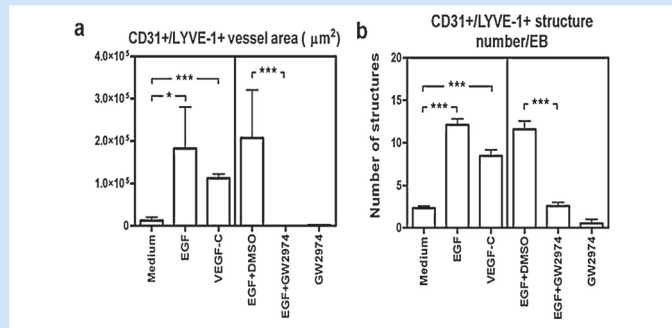 a
CD31+/LYVE-1+ vessel area ( μm²)
4.0×10⁵
3.0×10⁵
2.0×10⁵
1.0×10⁵
0
***
*
***
Medium
EGF
VEGF-C
EGF+DMSO
EGF+GW2974
GW2974
b
CD31+/LYVE-1+ structure
number/EB
Number of structures
20
15
10
5
0
***
***
***
Medium
EGF
VEGF-C
EGF+DMSO
EGF+GW2974
GW2974